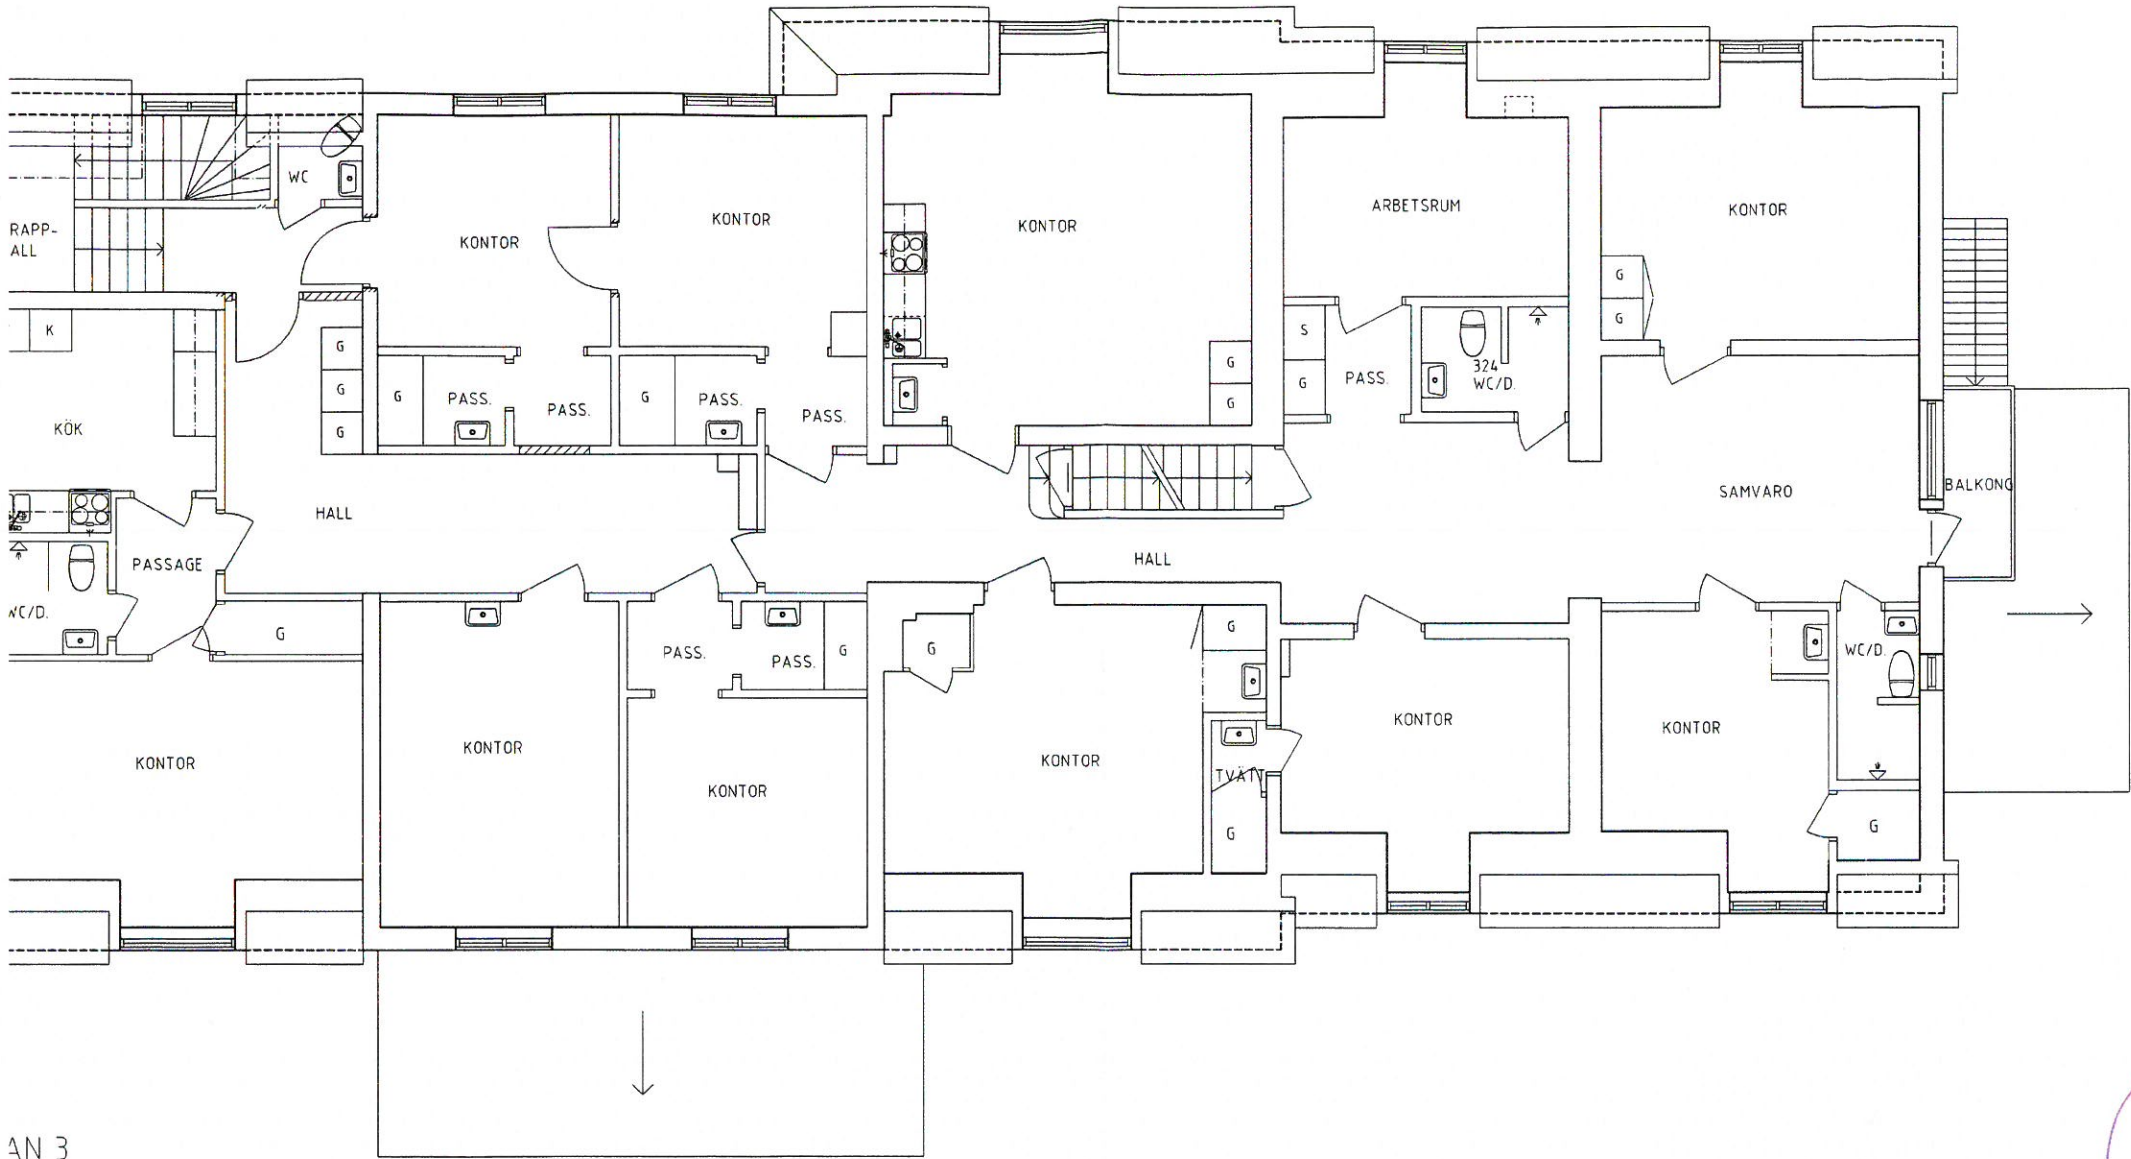 WC
RAPP-
ALL
KONTOR
KONTOR
KONTOR
ARBETSRUM
KONTOR
K
G
G
G
G
PASS.
PASS.
G
PASS.
PASS.
G
G
S
G
PASS.
324
WC/D.
G
G
KÖK
HALL
SAMVARO
BALKONG
PASSAGE
HALL
WC/D.
G
PASS.
PASS.
G
G
G
WC/D.
KONTOR
KONTOR
KONTOR
KONTOR
TVÄTT
G
KONTOR
KONTOR
G
AN 3